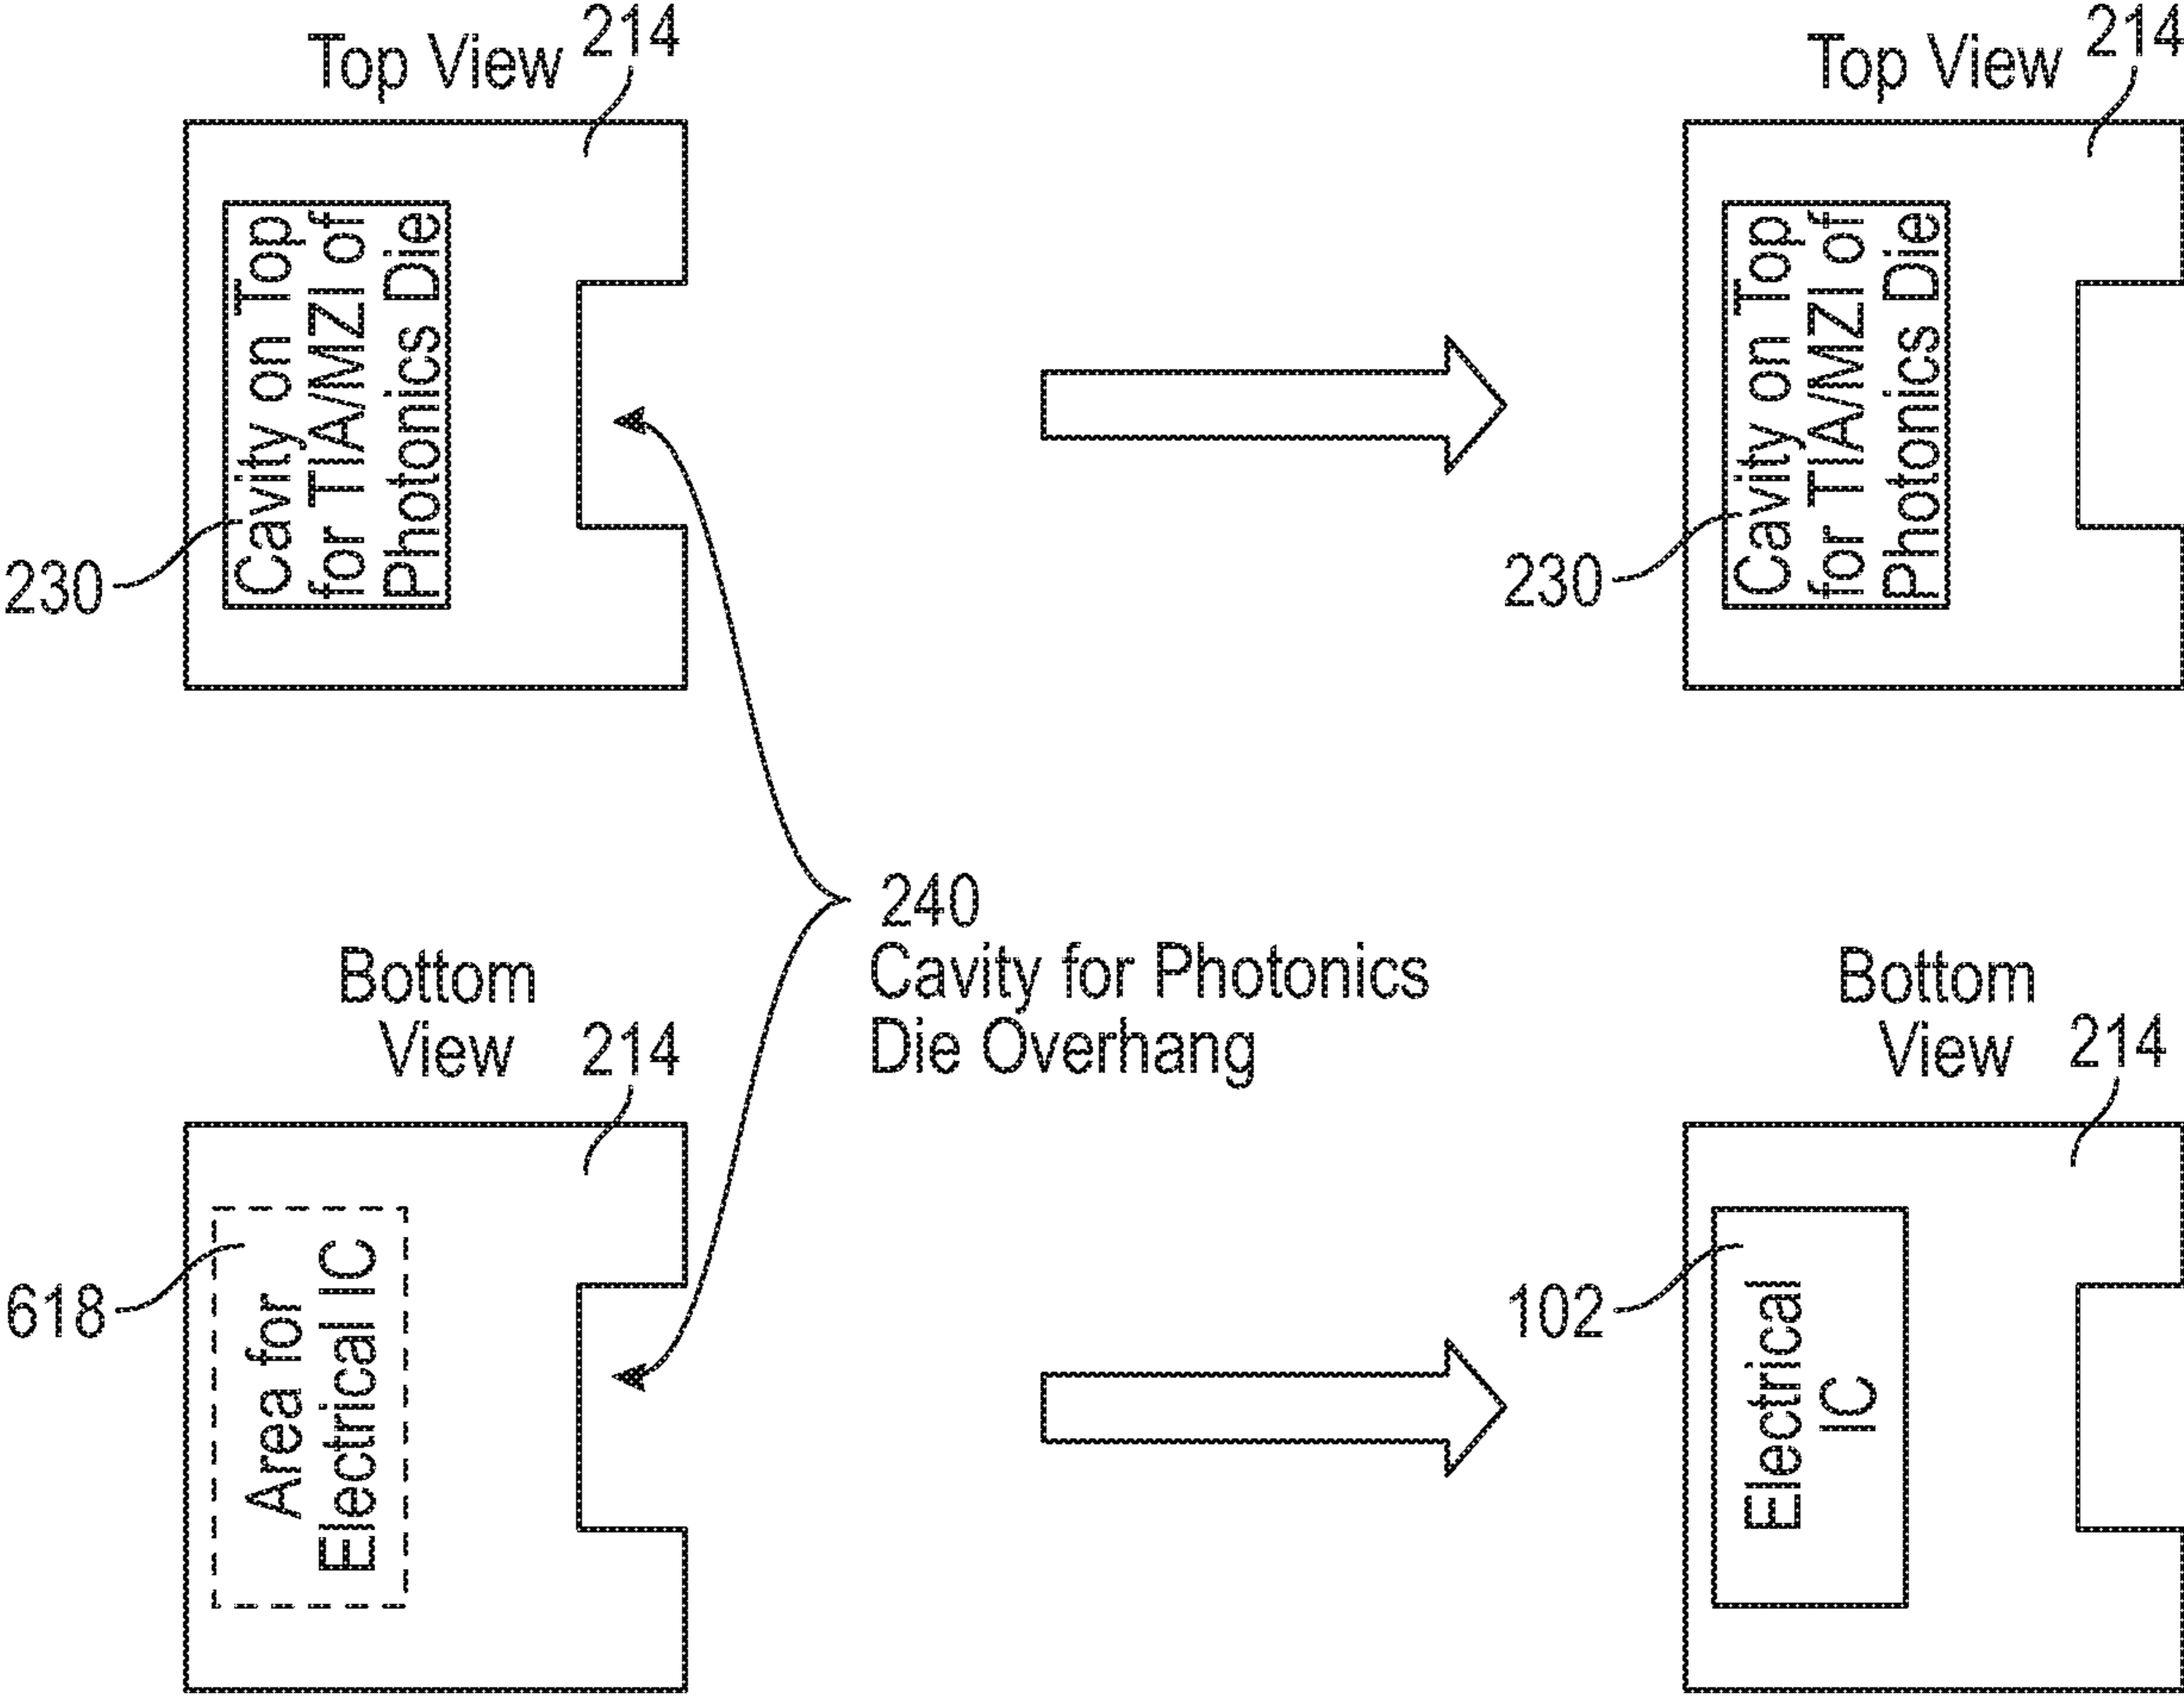 Top View
214
Cavity on Top
for TIA/MZI of
Photonics Die
230
Top View
214
Cavity on Top
for TIA/MZI of
Photonics Die
230
240
Cavity for Photonics
Die Overhang
Bottom
View
214
Area for
Electrical IC
618
Bottom
View
214
Electrical
IC
102